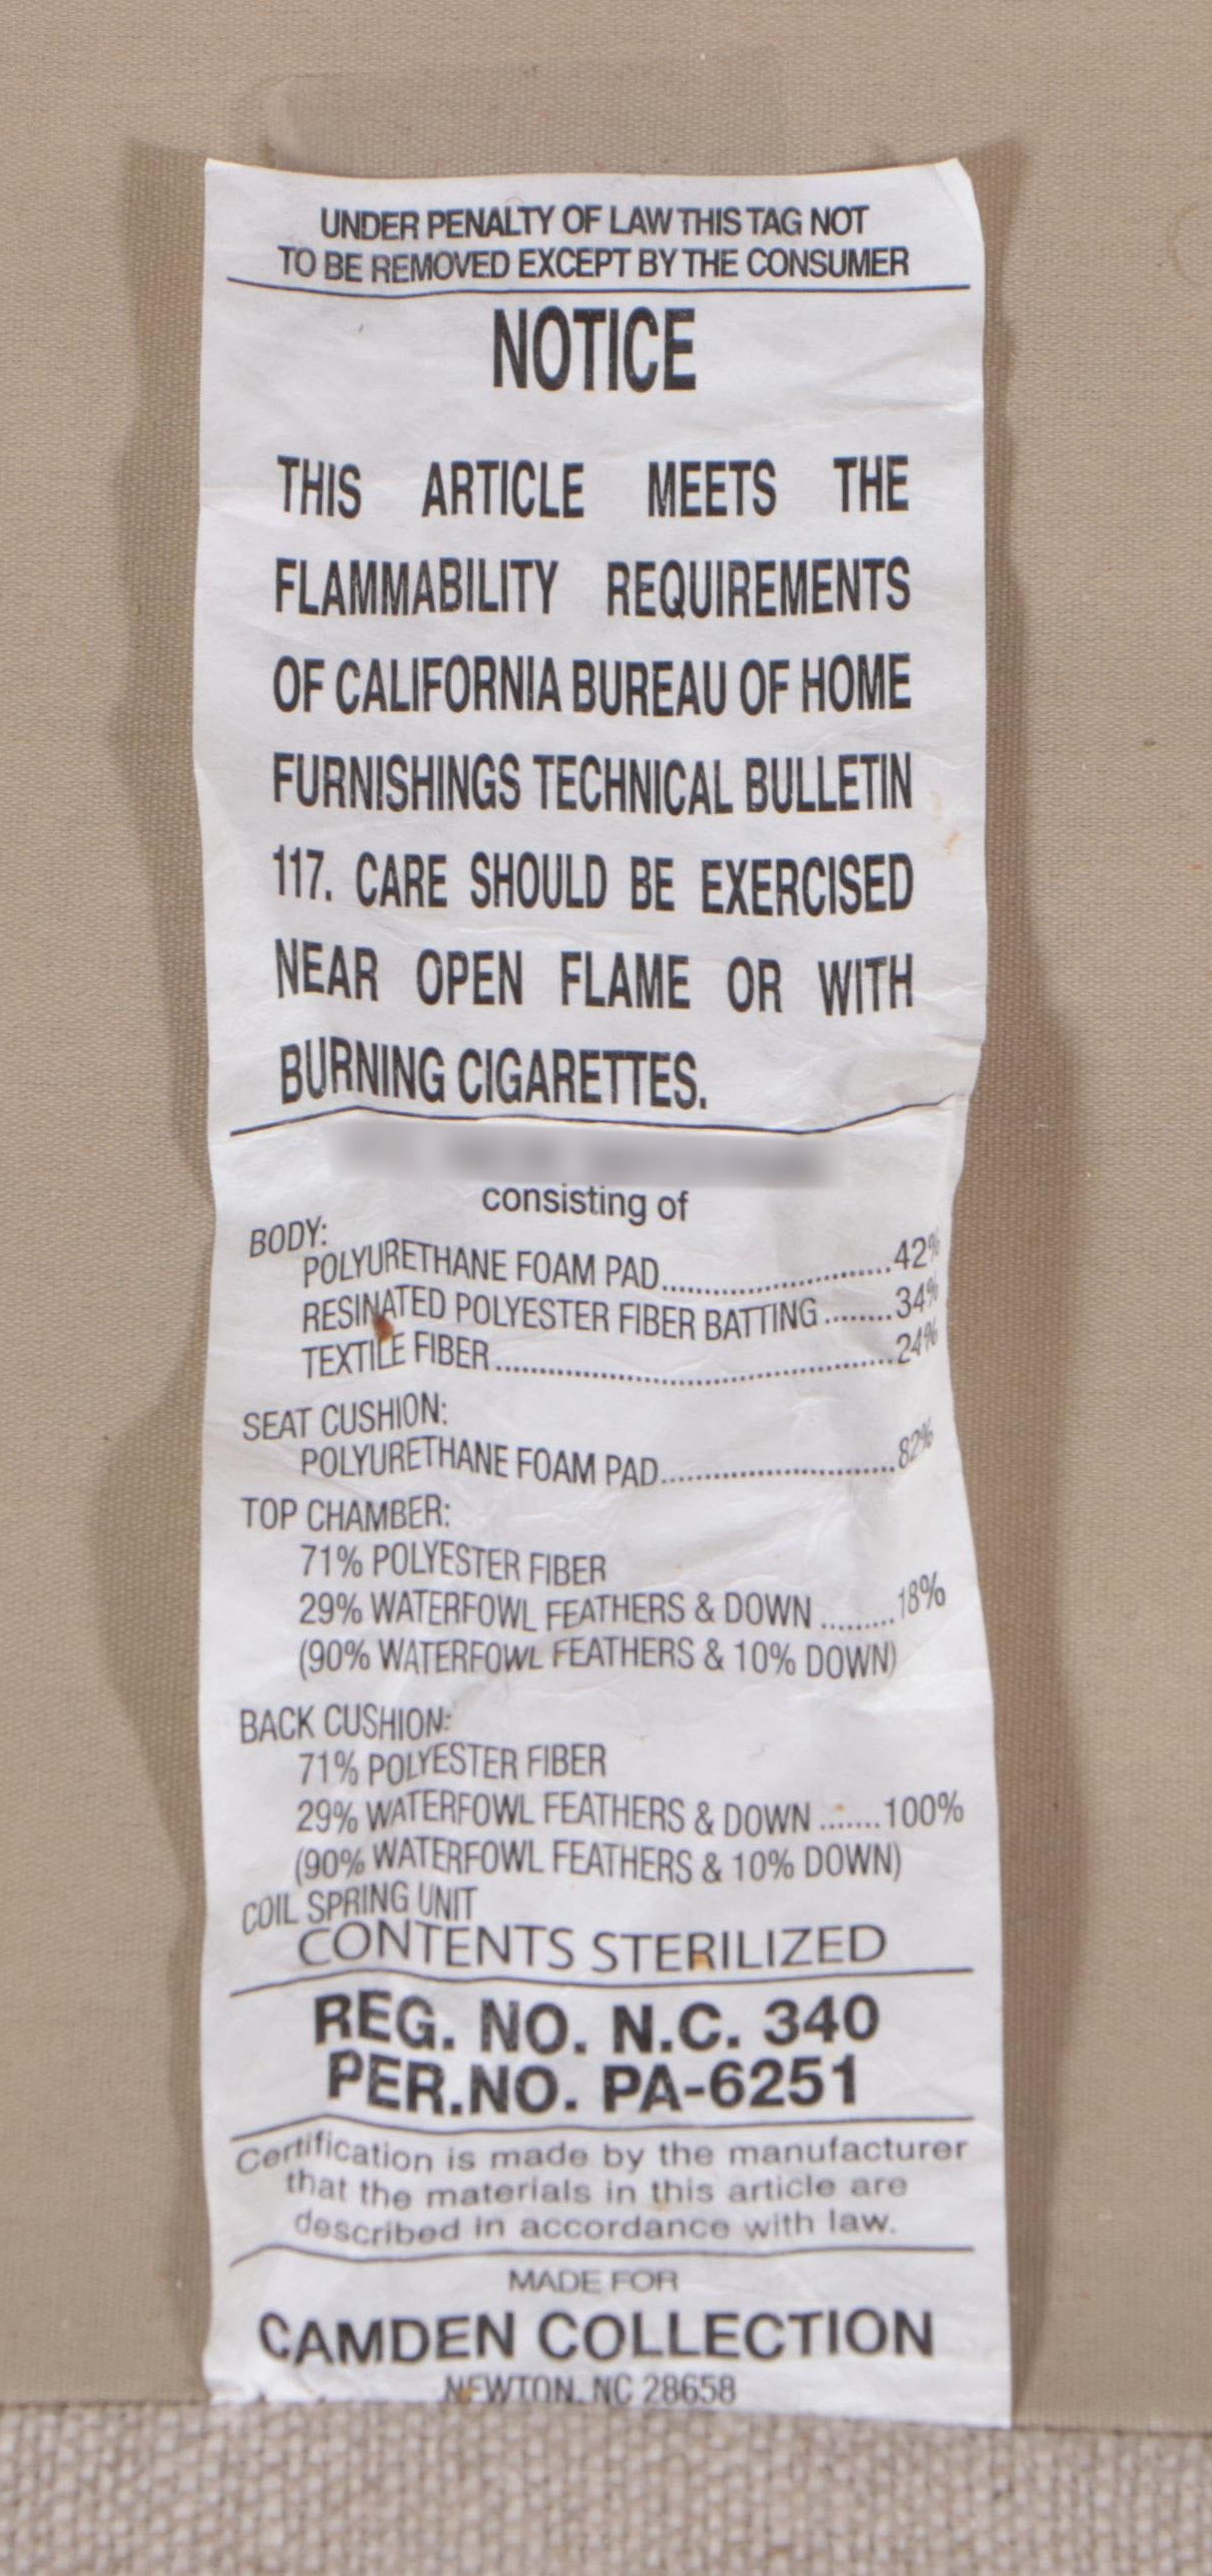 UNDER PENALTY OF LAW THIS TAG NOT
TO BE REMOVED EXCEPT BY THE CONSUMER
NOTICE
THIS ARTICLE MEETS THE
FLAMMABILITY REQUIREMENTS
OF CALIFORNIA BUREAU OF HOME
FURNISHINGS TECHNICAL BULLETIN
117. CARE SHOULD BE EXERCISED
NEAR OPEN FLAME OR WITH
BURNING CIGARETTES.
consisting of
BODY:
POLYURETHANE FOAM PAD..............................42%
RESINATED POLYESTER FIBER BATTING.........34%
TEXTILE FIBER....................................................24%
SEAT CUSHION:
POLYURETHANE FOAM PAD..............................82%
TOP CHAMBER:
71% POLYESTER FIBER
29% WATERFOWL FEATHERS & DOWN.........18%
(90% WATERFOWL FEATHERS & 10% DOWN)
BACK CUSHION:
71% POLYESTER FIBER
29% WATERFOWL FEATHERS & DOWN.......100%
(90% WATERFOWL FEATHERS & 10% DOWN)
COIL SPRING UNIT
CONTENTS STERILIZED
REG. NO. N.C. 340
PER.NO. PA-6251
Certification is made by the manufacturer
that the materials in this article are
described in accordance with law.
MADE FOR
CAMDEN COLLECTION
NEWTON, NC 28658